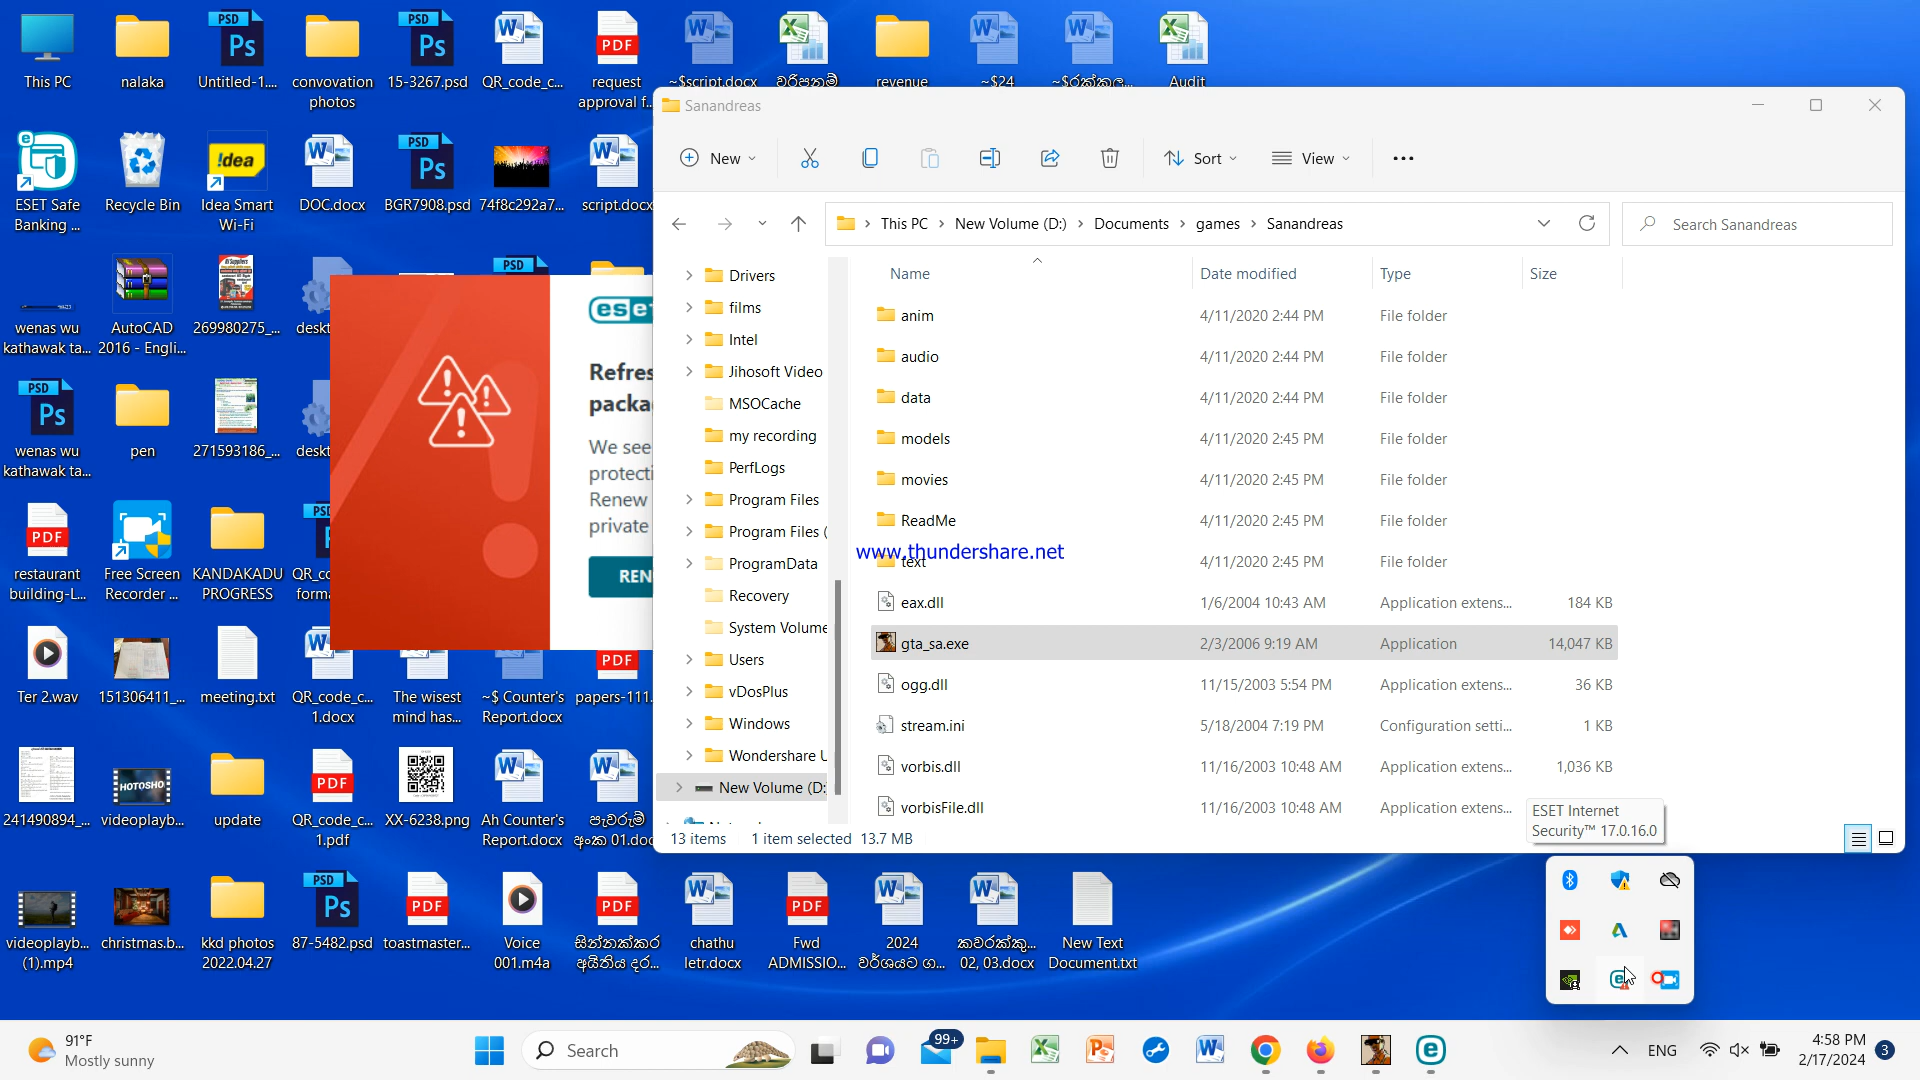 This PC
nalaka
Untitled-1....
convovation
photos
15-3267.psd
QR_code_c...
request
approval f...
~$script.docx
වරිපනම්
revenue
~$24
Audit
ESET Safe
Banking ...
Recycle Bin
Idea Smart
Wi-Fi
DOC.docx
BGR7908.psd
74f8c292a7...
script.docx
wenas wu
kathawak ta...
AutoCAD
2016 - Engli...
269980275_...
deskt
wenas wu
kathawak ta...
pen
271593186_...
deskt
restaurant
building-L...
Free Screen
Recorder ...
KANDAKADU
PROGRESS
QR_co
forma
Ter 2.wav
151306411_...
meeting.txt
QR_code_c...
1.docx
The wisest
mind has...
~$ Counter's
Report.docx
papers-111.
241490894_...
videoplayb...
update
QR_code_c...
1.pdf
XX-6238.png
Ah Counter's
Report.docx
පැවරුම්
අංක 01.doc
videoplayb...
(1).mp4
christmas.b...
kkd photos
2022.04.27
87-5482.psd
toastmaster...
Voice
001.m4a
සින්නක්කර
අයිතිය දර...
chathu
letr.docx
Fwd
ADMISSIO...
2024
වර්ශයට ග...
කවරක්කු...
02, 03.docx
New Text
Document.txt
eset
Refres
packa
We see
protecti
Renew
private
REN
Sanandreas
New
Sort
View
This PC > New Volume (D:) > Documents > games > Sanandreas
Search Sanandreas
Drivers
films
Intel
Jihosoft Video
MSOCache
my recording
PerfLogs
Program Files
Program Files (
ProgramData
Recovery
System Volume
Users
vDosPlus
Windows
Wondershare U
New Volume (D:
Name Date modified Type Size
anim 4/11/2020 2:44 PM File folder
audio 4/11/2020 2:44 PM File folder
data 4/11/2020 2:44 PM File folder
models 4/11/2020 2:45 PM File folder
movies 4/11/2020 2:45 PM File folder
ReadMe 4/11/2020 2:45 PM File folder
www.thundershare.net
text 4/11/2020 2:45 PM File folder
eax.dll 1/6/2004 10:43 AM Application extens... 184 KB
gta_sa.exe 2/3/2006 9:19 AM Application 14,047 KB
ogg.dll 11/15/2003 5:54 PM Application extens... 36 KB
stream.ini 5/18/2004 7:19 PM Configuration setti... 1 KB
vorbis.dll 11/16/2003 10:48 AM Application extens... 1,036 KB
vorbisFile.dll 11/16/2003 10:48 AM Application extens...
13 items 1 item selected 13.7 MB
ESET Internet
Security™ 17.0.16.0
91°F
Mostly sunny
Search
99+
ENG
4:58 PM
2/17/2024
3